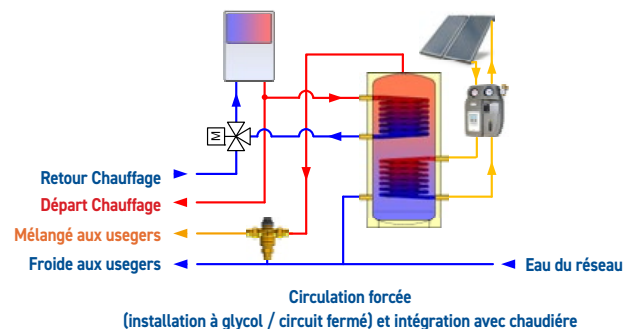 M
Retour Chauffage
Départ Chauffage
Mélangé aux usegers
Froide aux usegers
Eau du réseau
Circulation forcée
(installation à glycol / circuit fermé) et intégration avec chaudiére